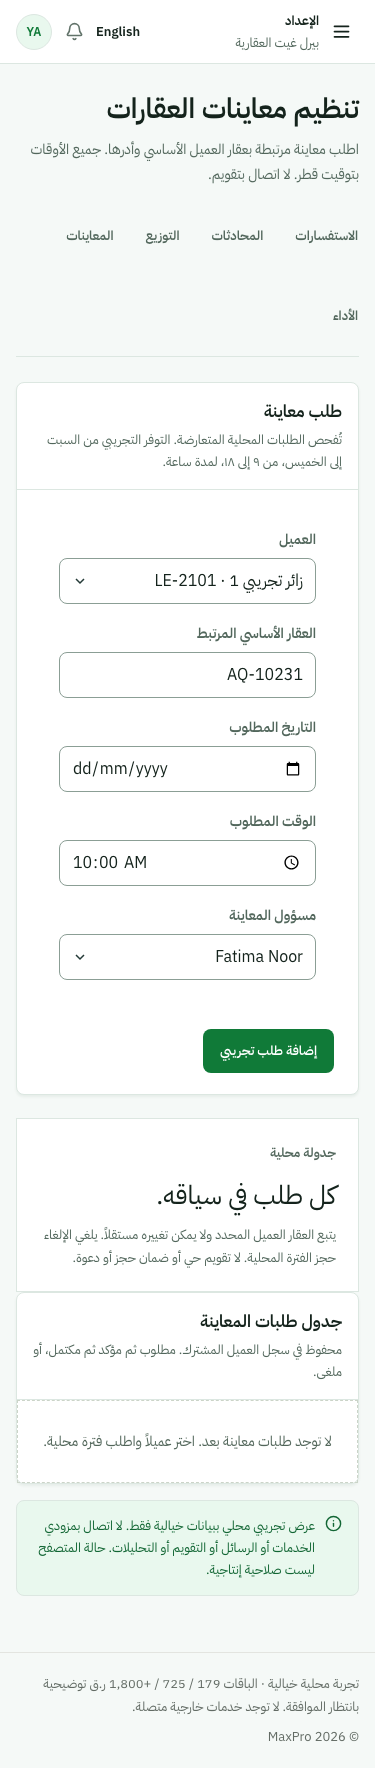 الإعداد
بيرل غيت العقارية
English
YA
تنظيم معاينات العقارات
اطلب معاينة مرتبطة بعقار العميل الأساسي وأدرها. جميع الأوقات
بتوقيت قطر. لا اتصال بتقويم.
الاستفسارات
المحادثات
التوزيع
المعاينات
الأداء
طلب معاينة
تُفحص الطلبات المحلية المتعارضة. التوفر التجريبي من السبت
إلى الخميس، من ٩ إلى ١٨، لمدة ساعة.
العميل
زائر تجريبي 1 · LE-2101
العقار الأساسي المرتبط
AQ-10231
التاريخ المطلوب
dd/mm/yyyy
الوقت المطلوب
10:00 AM
مسؤول المعاينة
Fatima Noor
إضافة طلب تجريبي
جدولة محلية
كل طلب في سياقه.
يتبع العقار العميل المحدد ولا يمكن تغييره مستقلاً. يلغي الإلغاء
حجز الفترة المحلية. لا تقويم حي أو ضمان حجز أو دعوة.
جدول طلبات المعاينة
محفوظ في سجل العميل المشترك. مطلوب ثم مؤكد ثم مكتمل، أو
ملغى.
لا توجد طلبات معاينة بعد. اختر عميلاً واطلب فترة محلية.
عرض تجريبي محلي ببيانات خيالية فقط. لا اتصال بمزودي
الخدمات أو الرسائل أو التقويم أو التحليلات. حالة المتصفح
ليست صلاحية إنتاجية.
تجربة محلية خيالية · الباقات 179 / 725 / +1,800 ر.ق توضيحية
بانتظار الموافقة. لا توجد خدمات خارجية متصلة.
© 2026 MaxPro